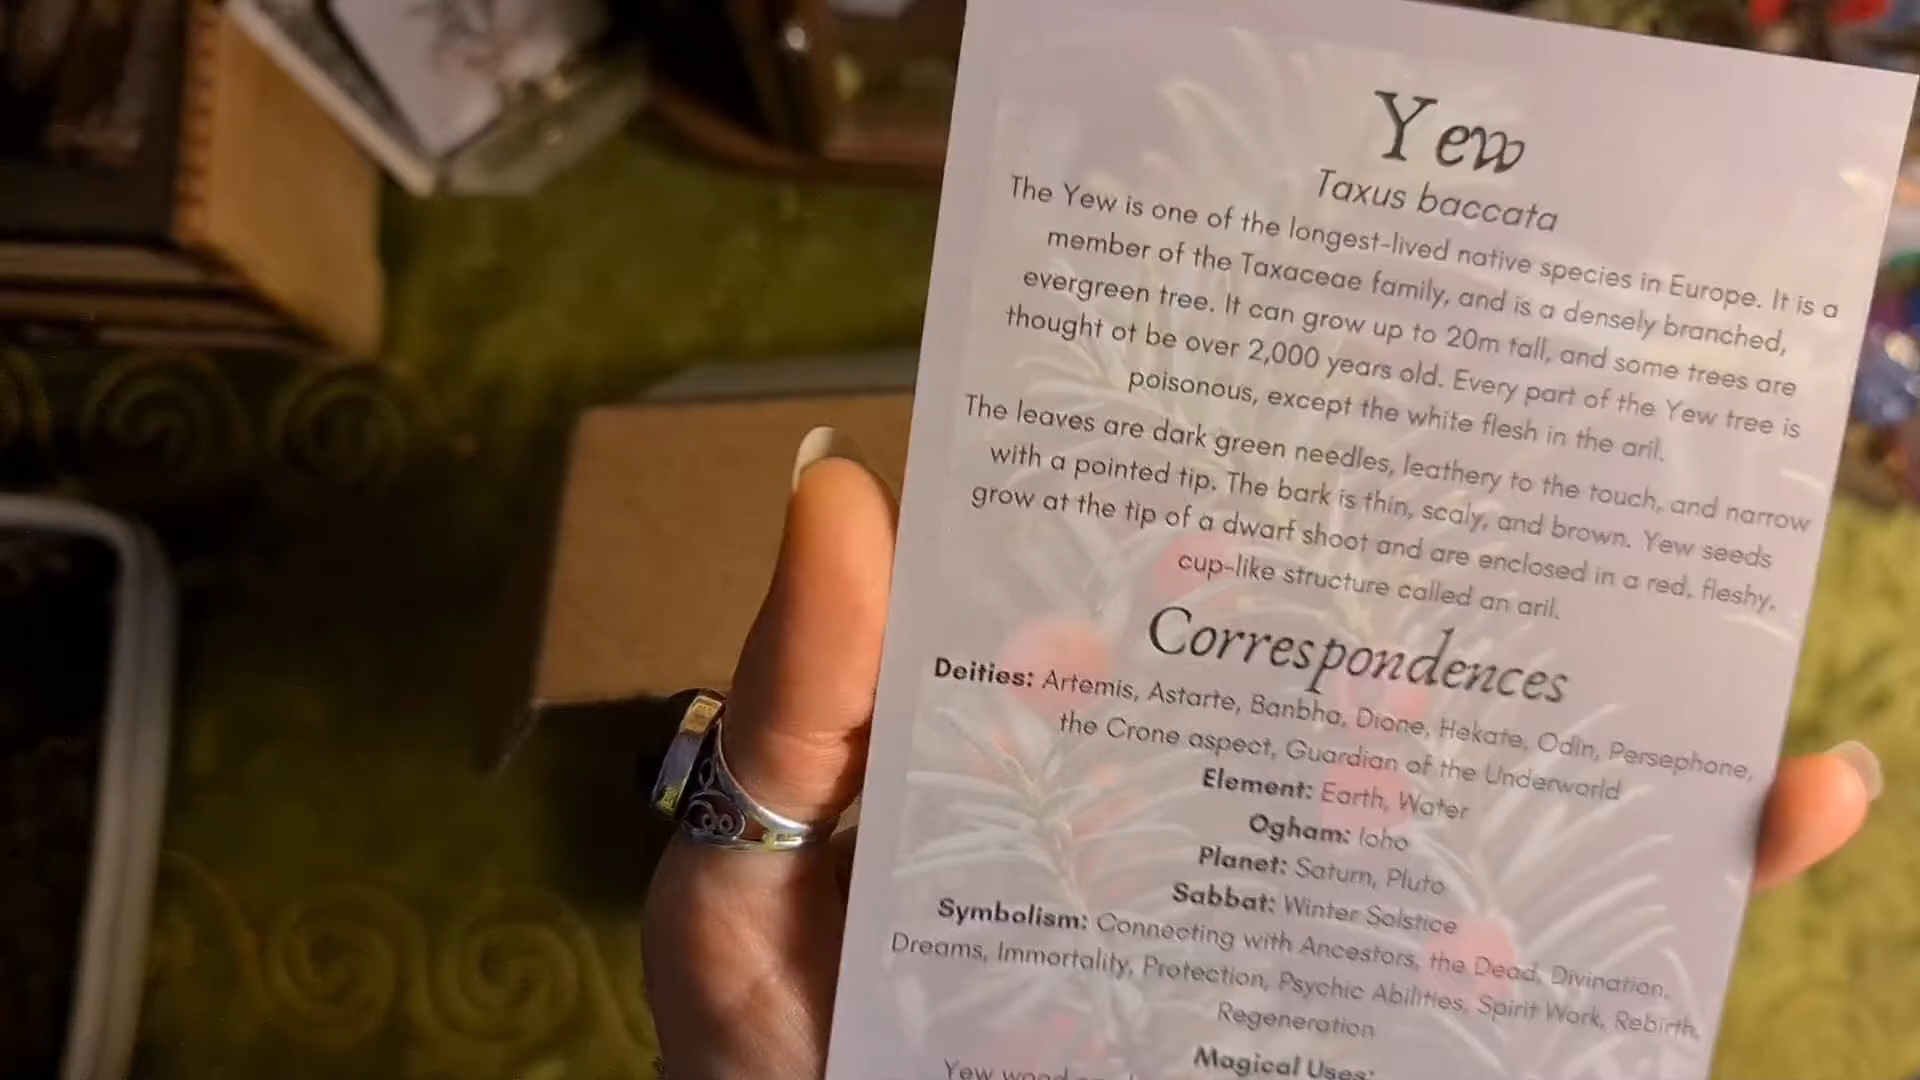 Yew
Taxus baccata
The Yew is one of the longest-lived native species in Europe. It is a
member of the Taxaceae family, and is a densely branched,
evergreen tree. It can grow up to 20m tall, and some trees are
thought ot be over 2,000 years old. Every part of the Yew tree is
poisonous, except the white flesh in the aril.
The leaves are dark green needles, leathery to the touch, and narrow
with a pointed tip. The bark is thin, scaly, and brown. Yew seeds
grow at the tip of a dwarf shoot and are enclosed in a red, fleshy,
cup-like structure called an aril.
Correspondences
Deities: Artemis, Astarte, Banbha, Dione, Hekate, Odin, Persephone,
the Crone aspect, Guardian of the Underworld
Element: Earth, Water
Ogham: Ioho
Planet: Saturn, Pluto
Sabbat: Winter Solstice
Symbolism: Connecting with Ancestors, the Dead, Divination,
Dreams, Immortality, Protection, Psychic Abilities, Spirit Work, Rebirth,
Regeneration
Magical Uses:
Yew wood